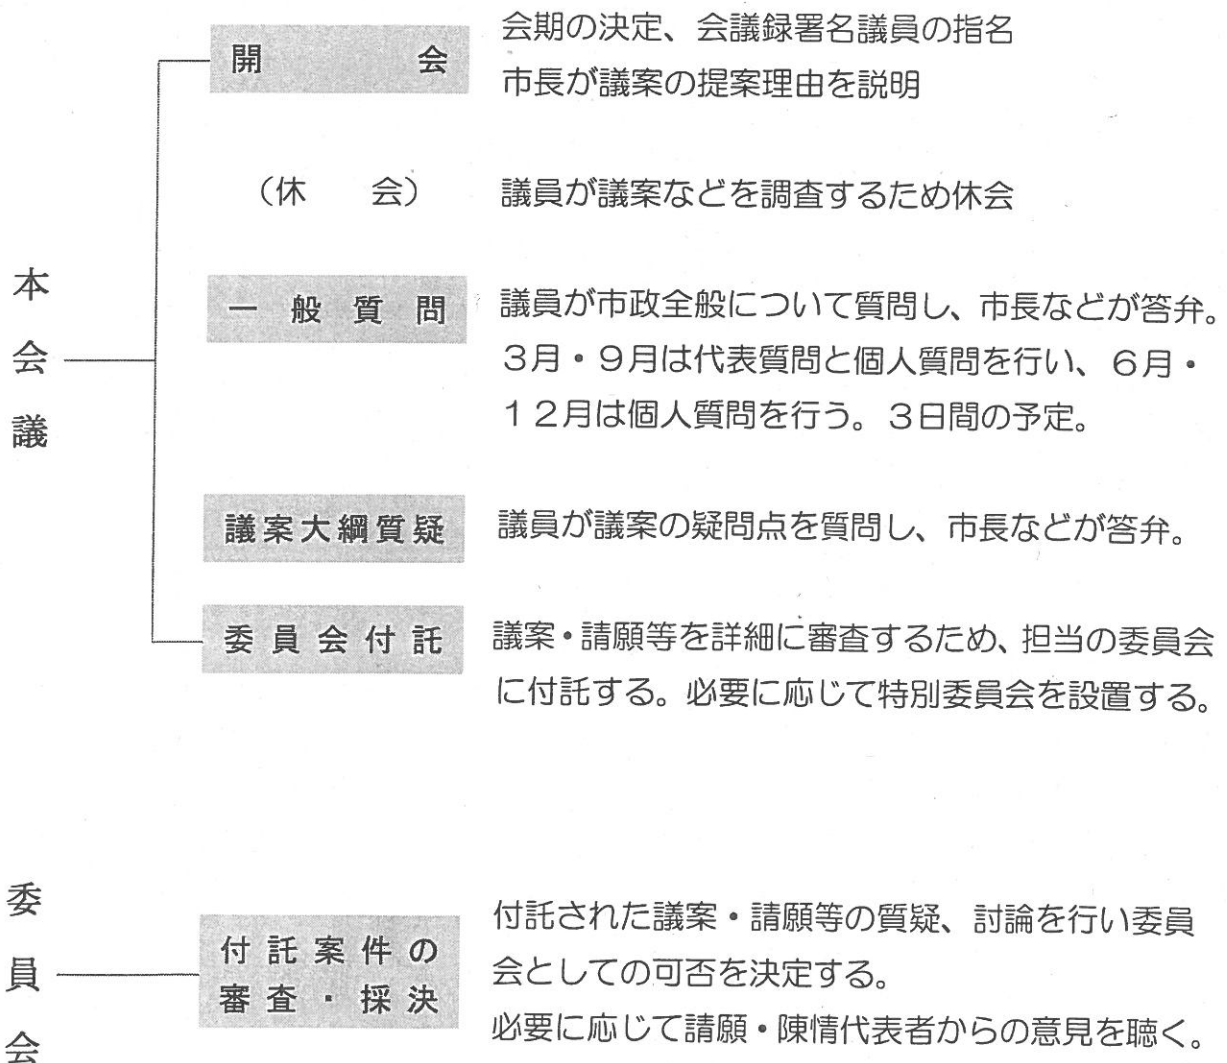 本会議
開会
会期の決定、会議録署名議員の指名
市長が議案の提案理由を説明
（休会）
議員が議案などを調査するため休会
一般質問
議員が市政全般について質問し、市長などが答弁。
３月・９月は代表質問と個人質問を行い、６月・
１２月は個人質問を行う。３日間の予定。
議案大綱質疑
議員が議案の疑問点を質問し、市長などが答弁。
委員会付託
議案・請願等を詳細に審査するため、担当の委員会
に付託する。必要に応じて特別委員会を設置する。
委員会
付託案件の
審査・採決
付託された議案・請願等の質疑、討論を行い委員
会としての可否を決定する。
必要に応じて請願・陳情代表者からの意見を聴く。